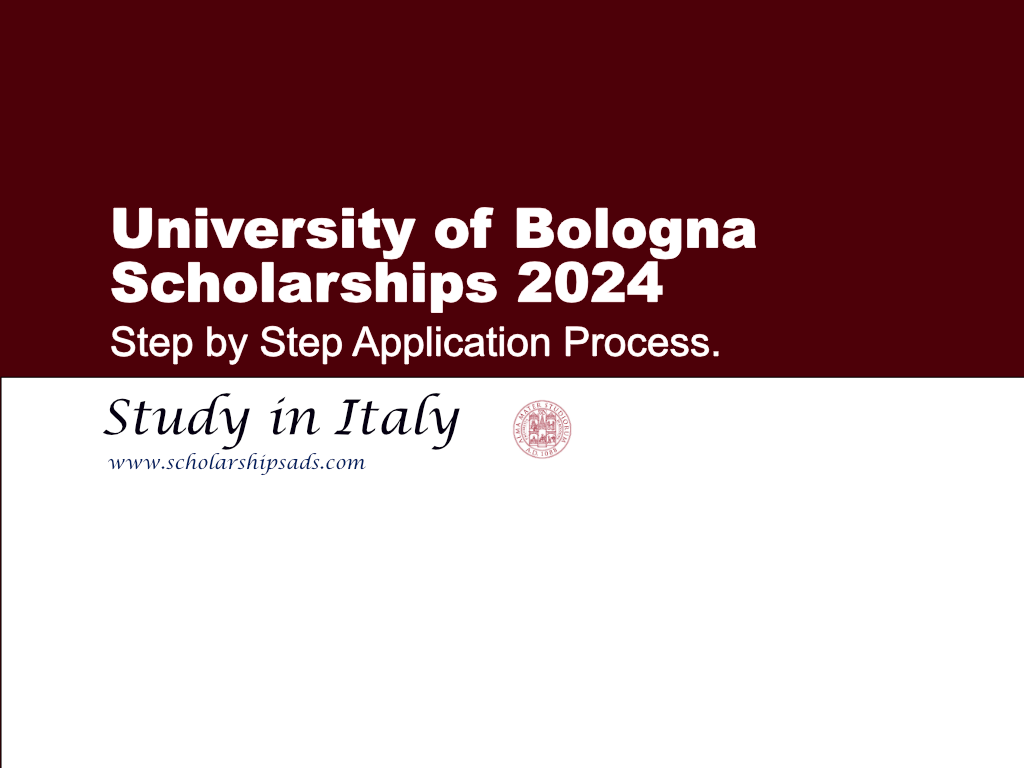 University of Bologna
Scholarships 2024
Step by Step Application Process.
Study in Italy
www.scholarshipsads.com
ALMA MATER STUDIORUM
A.D. 1088